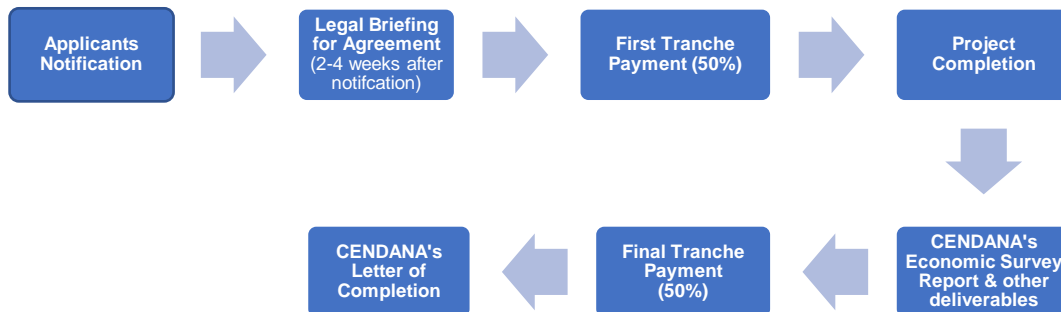 Applicants
Notification
Legal Briefing
for Agreement
(2-4 weeks after
notifcation)
First Tranche
Payment (50%)
Project
Completion
CENDANA's
Economic Survey
Report & other
deliverables
Final Tranche
Payment
(50%)
CENDANA's
Letter of
Completion